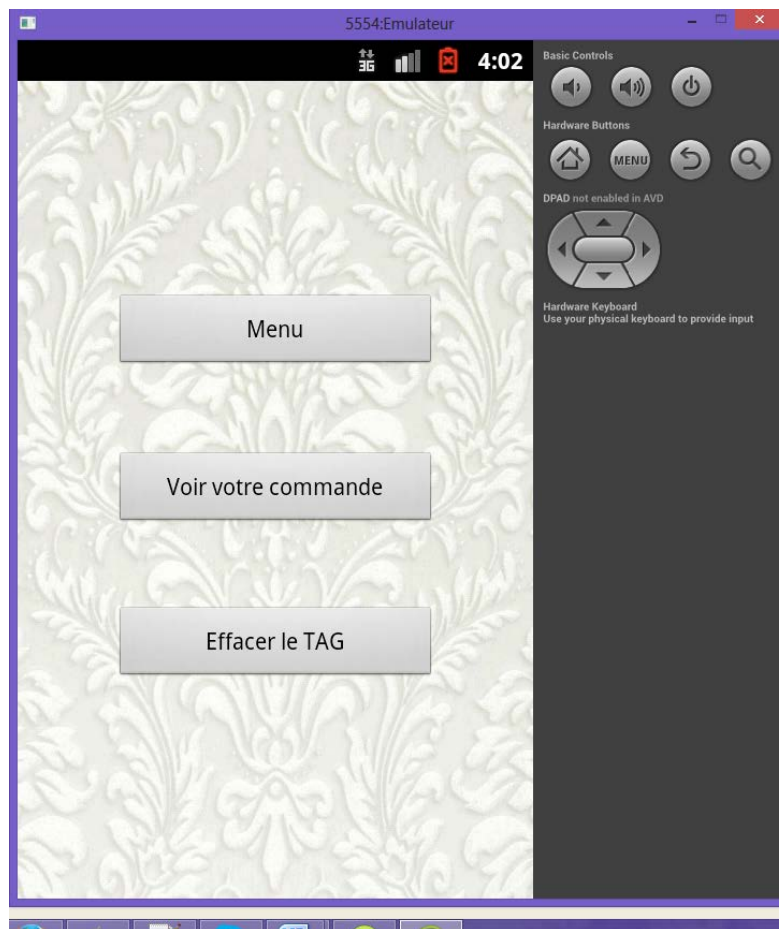 5554:Emulateur
3G 4:02
Basic Controls
Hardware Buttons
MENU
DPAD not enabled in AVD
Hardware Keyboard
Use your physical keyboard to provide input
Menu
Voir votre commande
Effacer le TAG